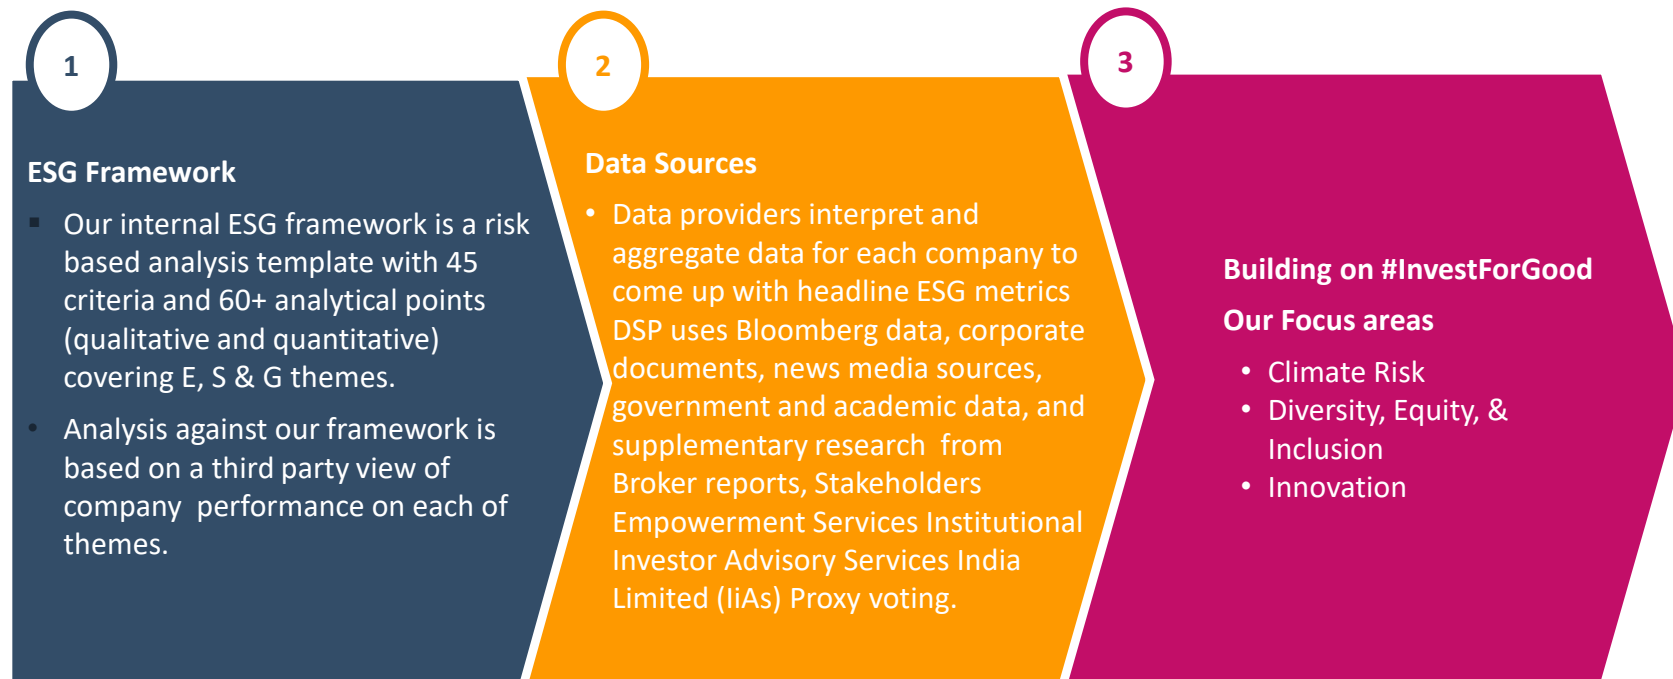 1
ESG Framework
▪ Our internal ESG framework is a risk
based analysis template with 45
criteria and 60+ analytical points
(qualitative and quantitative)
covering E, S & G themes.
• Analysis against our framework is
based on a third party view of
company  performance on each of
themes.
2
Data Sources
• Data providers interpret and
aggregate data for each company to
come up with headline ESG metrics
DSP uses Bloomberg data, corporate
documents, news media sources,
government and academic data, and
supplementary research  from
Broker reports, Stakeholders
Empowerment Services Institutional
Investor Advisory Services India
Limited (IiAs) Proxy voting.
3
Building on #InvestForGood
Our Focus areas
• Climate Risk
• Diversity, Equity, &
Inclusion
• Innovation